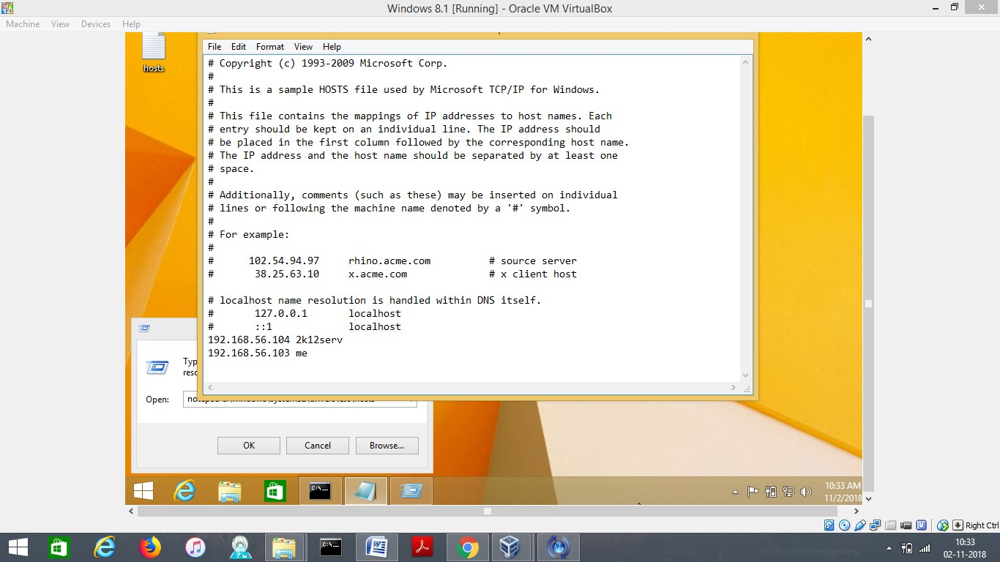 Windows 8.1 [Running] - Oracle VM VirtualBox
Machine View Devices Help
hosts
File Edit Format View Help
# Copyright (c) 1993-2009 Microsoft Corp.
#
# This is a sample HOSTS file used by Microsoft TCP/IP for Windows.
#
# This file contains the mappings of IP addresses to host names. Each
# entry should be kept on an individual line. The IP address should
# be placed in the first column followed by the corresponding host name.
# The IP address and the host name should be separated by at least one
# space.
#
# Additionally, comments (such as these) may be inserted on individual
# lines or following the machine name denoted by a '#' symbol.
#
# For example:
#
# 102.54.94.97 rhino.acme.com # source server
# 38.25.63.10 x.acme.com # x client host
# localhost name resolution is handled within DNS itself.
# 127.0.0.1 localhost
# ::1 localhost
192.168.56.104 2k12serv
192.168.56.103 me
Typ
reso
Open:
OK Cancel Browse...
C:\
10:33 AM
11/2/2018
Right Ctrl
C:\
10:33
02-11-2018
b.koppdelaney